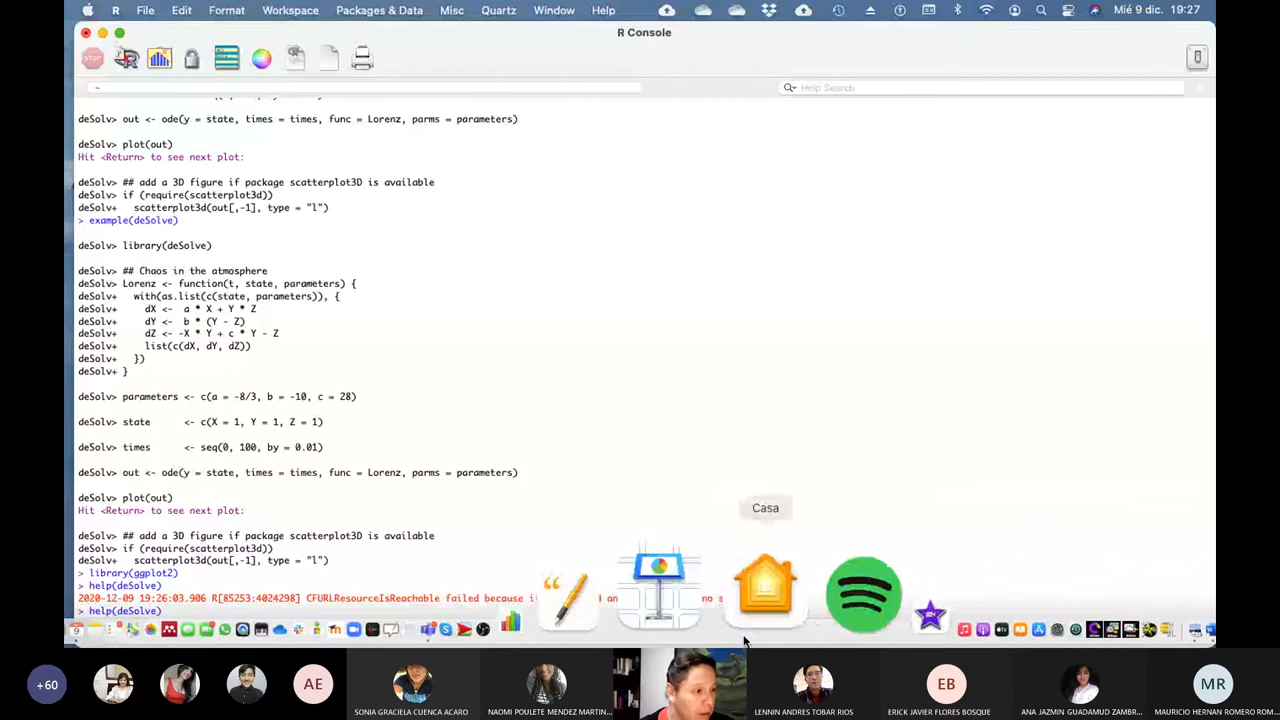 Edit Format Workspace Packages & Data Misc Quartz Window Help Mié 9 dic. 19:27
R Console
STOP
Help Search
deSolv> out <- ode(y = state, times = times, func = Lorenz, parms = parameters)
deSolv> plot(out)
Hit <Return> to see next plot:
deSolv> ## add a 3D figure if package scatterplot3D is available
deSolv> if (require(scatterplot3d))
deSolv+   scatterplot3d(out[,-1], type = "l")
> example(deSolve)
deSolv> library(deSolve)
deSolv> ## Chaos in the atmosphere
deSolv> Lorenz <- function(t, state, parameters) {
deSolv+   with(as.list(c(state, parameters)), {
deSolv+     dX <-  a * X + Y * Z
deSolv+     dY <-  b * (Y - Z)
deSolv+     dZ <- -X * Y + c * Y - Z
deSolv+     list(c(dX, dY, dZ))
deSolv+   })
deSolv+ }
deSolv> parameters <- c(a = -8/3, b = -10, c = 28)
deSolv> state      <- c(X = 1, Y = 1, Z = 1)
deSolv> times      <- seq(0, 100, by = 0.01)
deSolv> out <- ode(y = state, times = times, func = Lorenz, parms = parameters)
deSolv> plot(out)
Hit <Return> to see next plot:
deSolv> ## add a 3D figure if package scatterplot3D is available
deSolv> if (require(scatterplot3d))
deSolv+   scatterplot3d(out[,-1], type = "l")
> library(ggplot2)
> help(deSolve)
2020-12-09 19:26:03.906 R[85253:4024298] CFURLResourceIsReachable failed because i
> help(deSolve)
Casa
9
+60
AE
EB
MR
SONIA GRACIELA CUENCA ACARO
NAOMI POULETE MENDEZ MARTIN...
LENNIN ANDRES TOBAR RIOS
ERICK JAVIER FLORES BOSQUE
ANA JAZMIN GUADAMUD ZAMBR...
MAURICIO HERNAN ROMERO ROM...